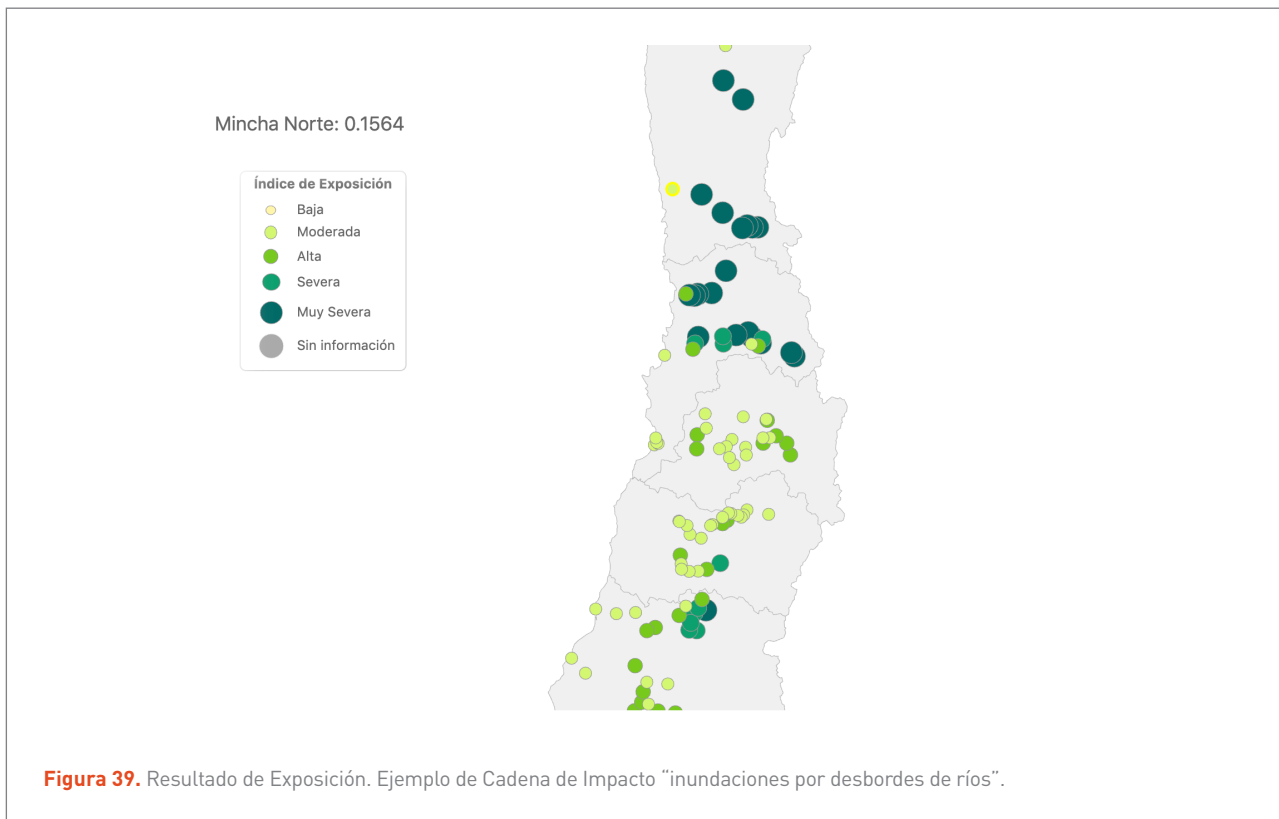 Mincha Norte: 0.1564
Índice de Exposición
Baja
Moderada
Alta
Severa
Muy Severa
Sin información
Figura 39. Resultado de Exposición. Ejemplo de Cadena de Impacto “inundaciones por desbordes de ríos”.